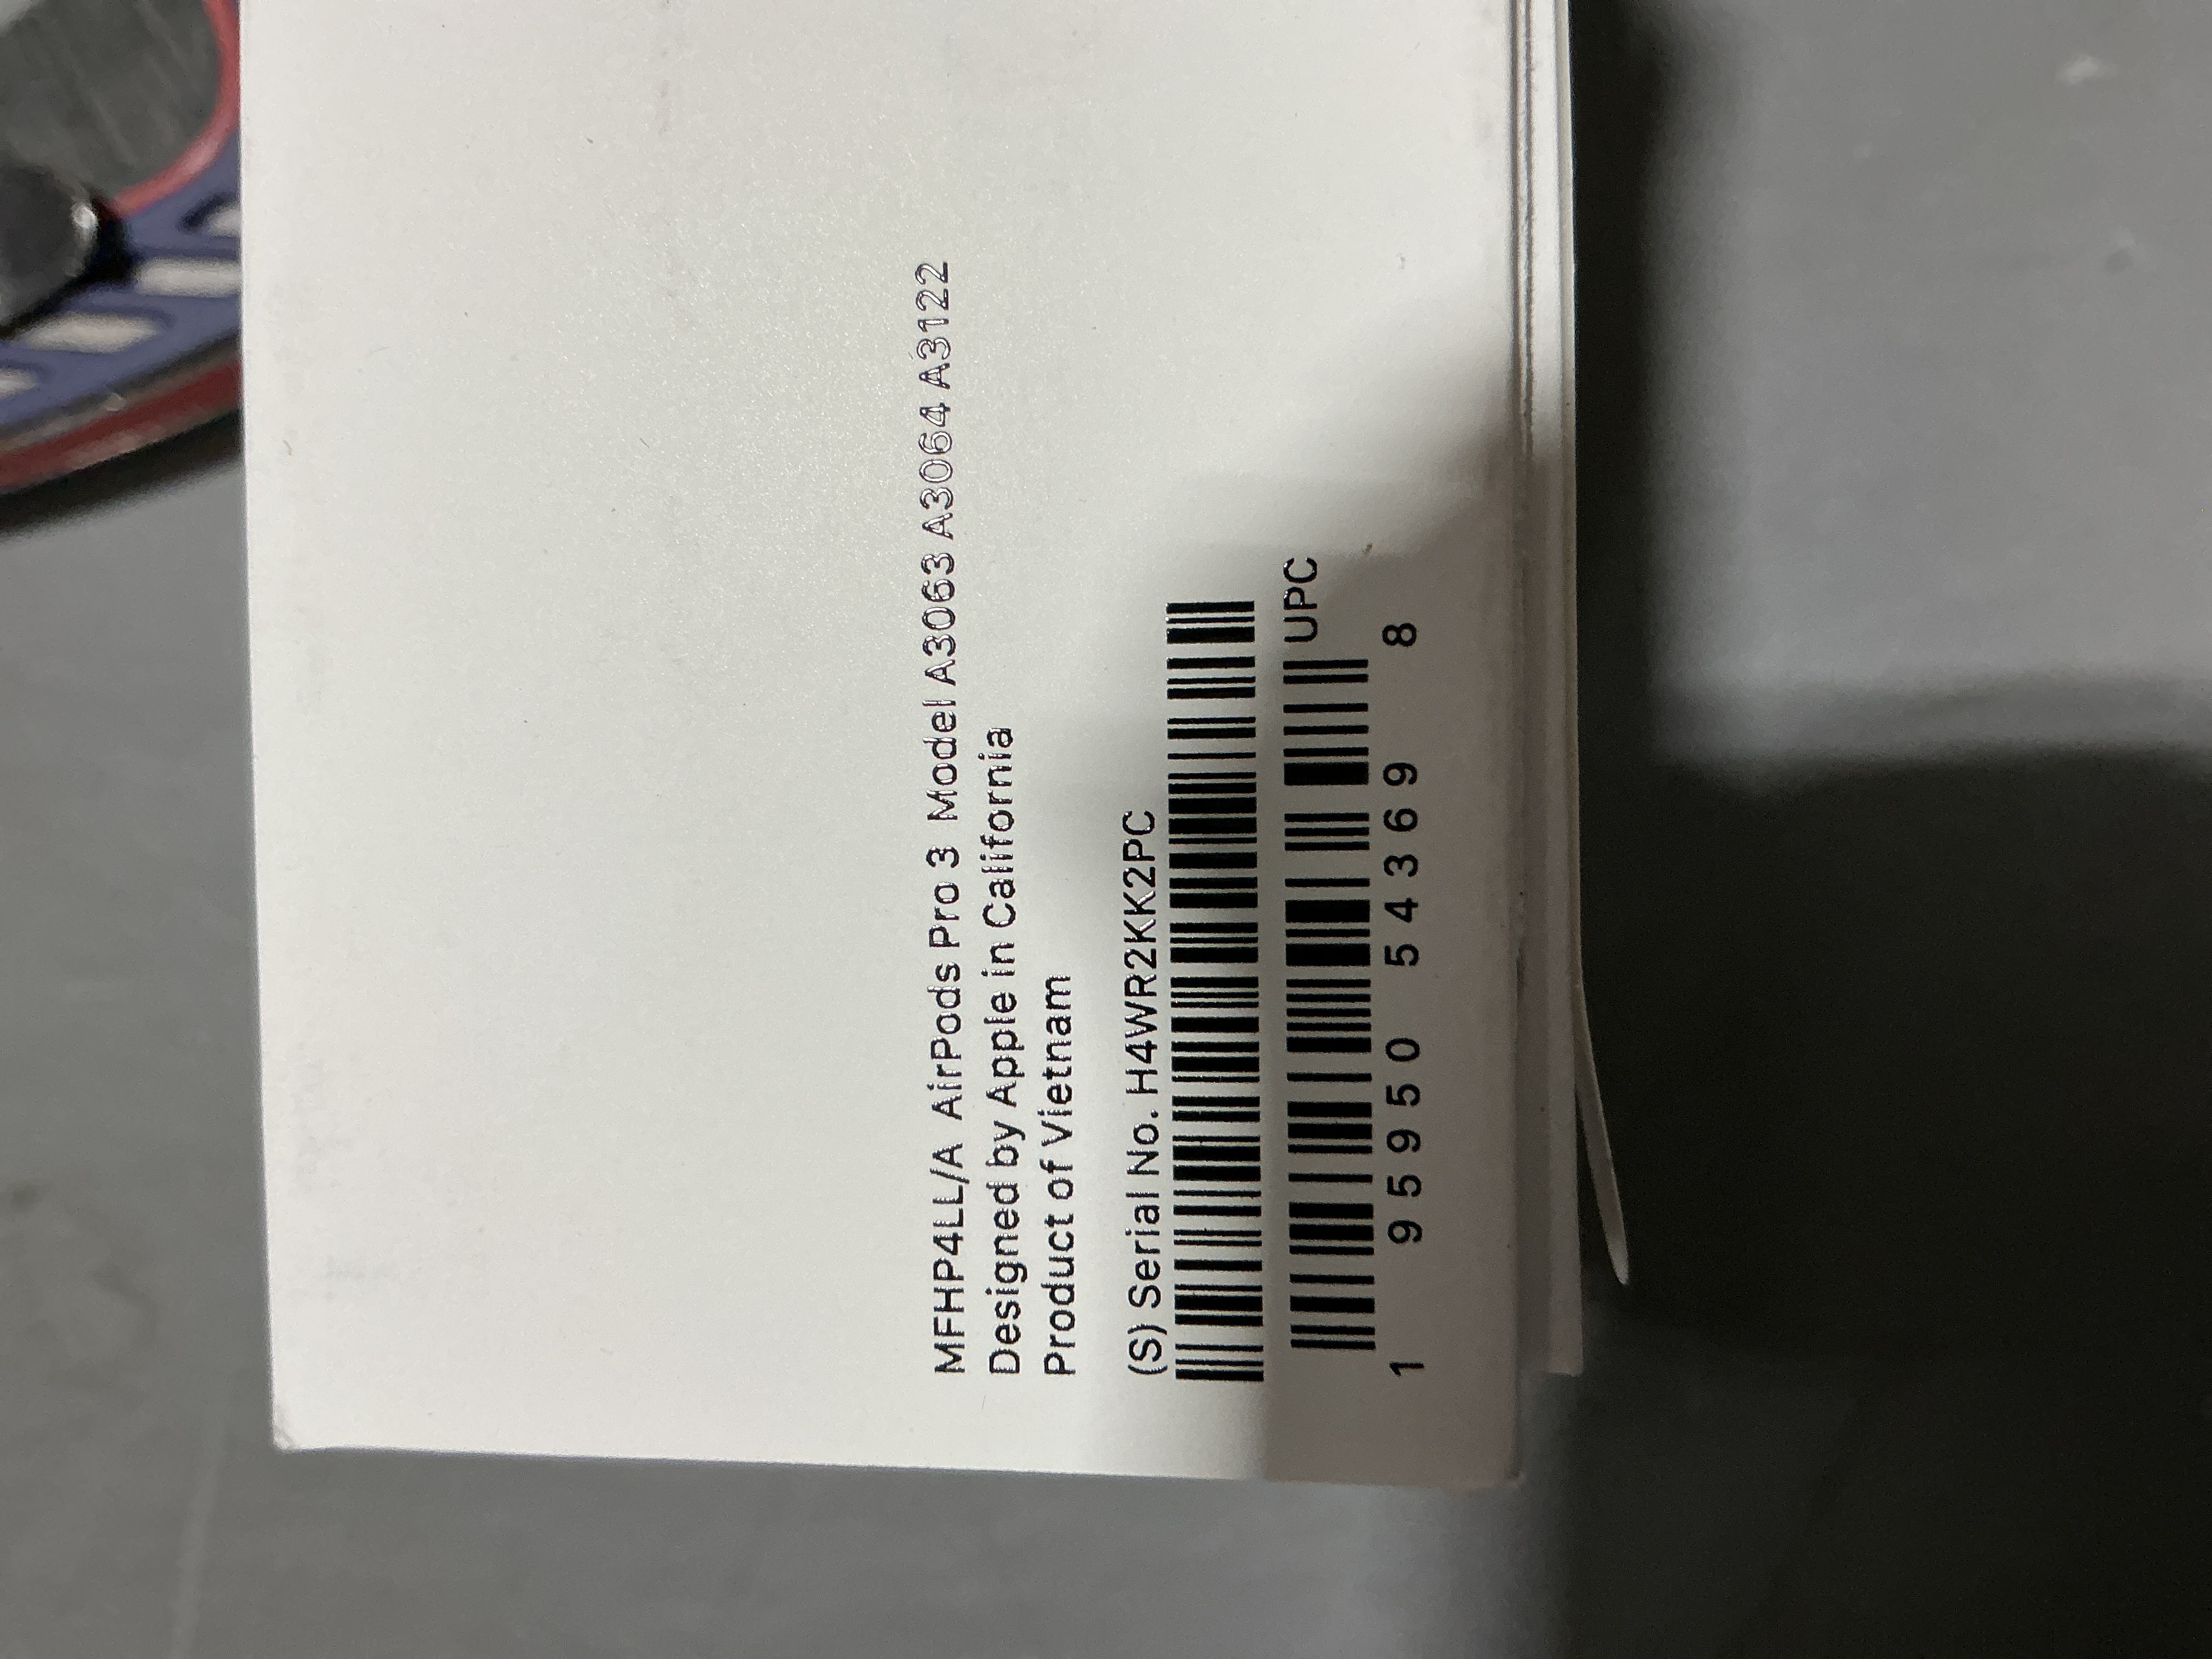 MFHP4LL/A AirPods Pro 3 Model A3063 A3064 A3122
Designed by Apple in California
Product of Vietnam
(S) Serial No. H4WR2KK2PC
UPC
1 95950 54369 8